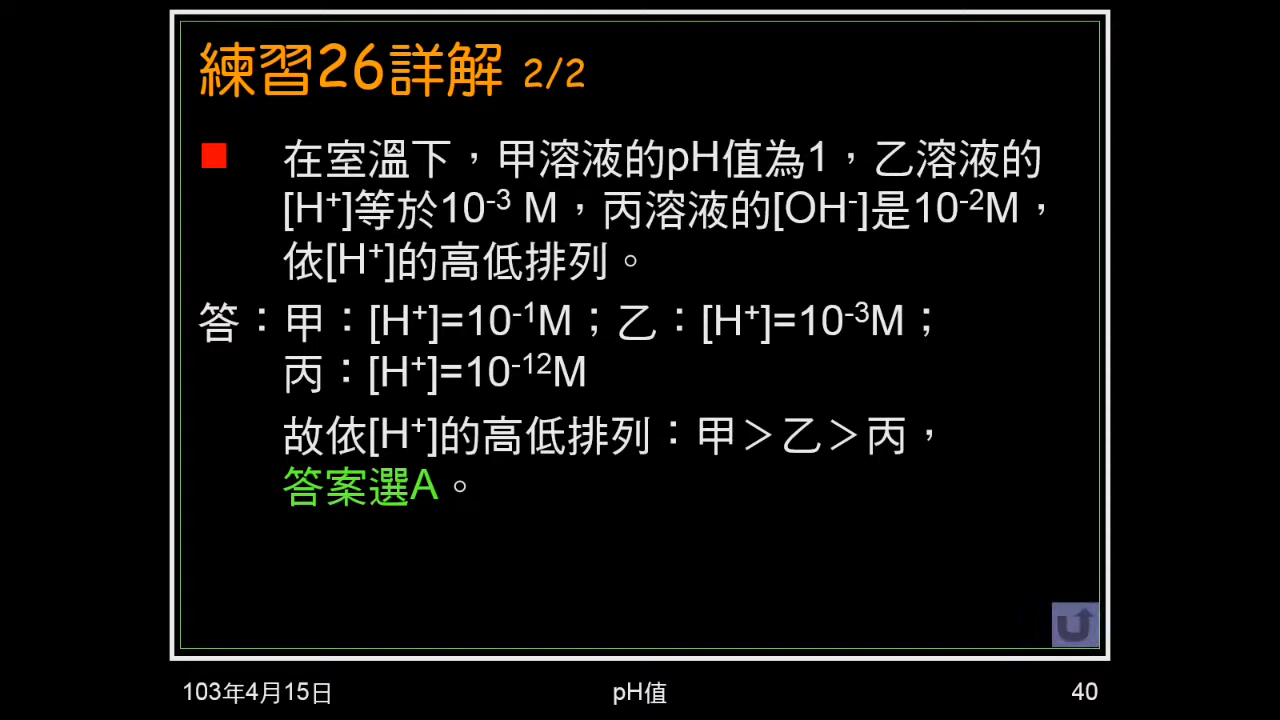 練習26詳解 2/2
在室溫下，甲溶液的pH值為1，乙溶液的
[H⁺]等於10⁻³ M，丙溶液的[OH⁻]是10⁻²M，
依[H⁺]的高低排列。
答：甲：[H⁺]=10⁻¹M；乙：[H⁺]=10⁻³M；
丙：[H⁺]=10⁻¹²M
故依[H⁺]的高低排列：甲＞乙＞丙，
答案選A。
103年4月15日
pH值
40